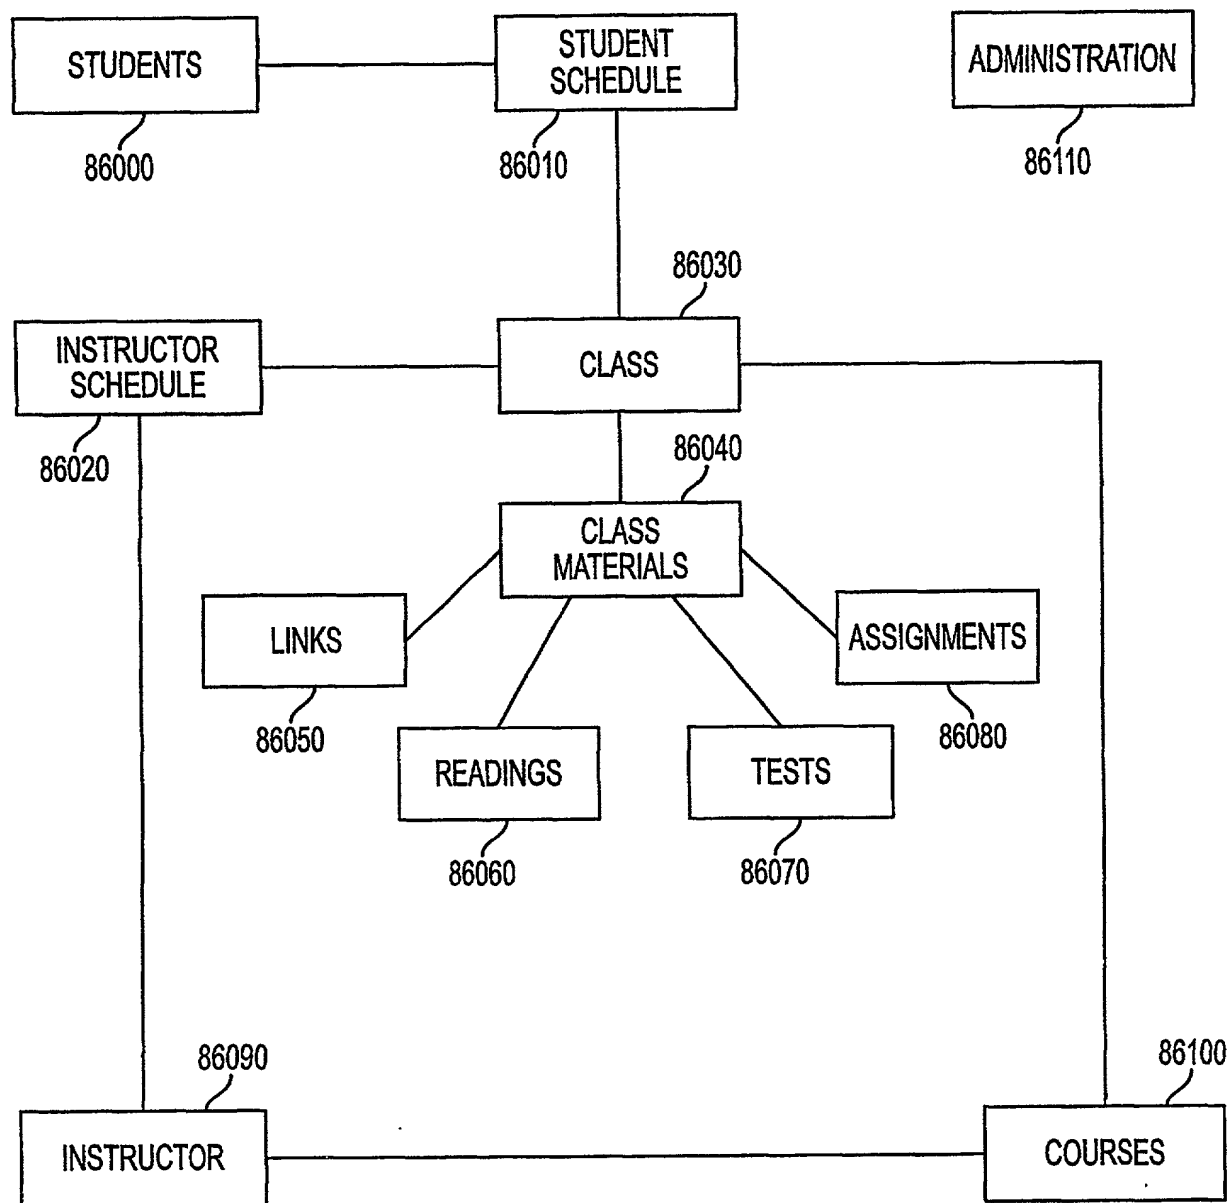 STUDENTS
STUDENT
SCHEDULE
ADMINISTRATION
86000
86010
86110
86030
INSTRUCTOR
SCHEDULE
CLASS
86020
86040
CLASS
MATERIALS
LINKS
ASSIGNMENTS
86050
86080
READINGS
TESTS
86060
86070
86090
86100
INSTRUCTOR
COURSES